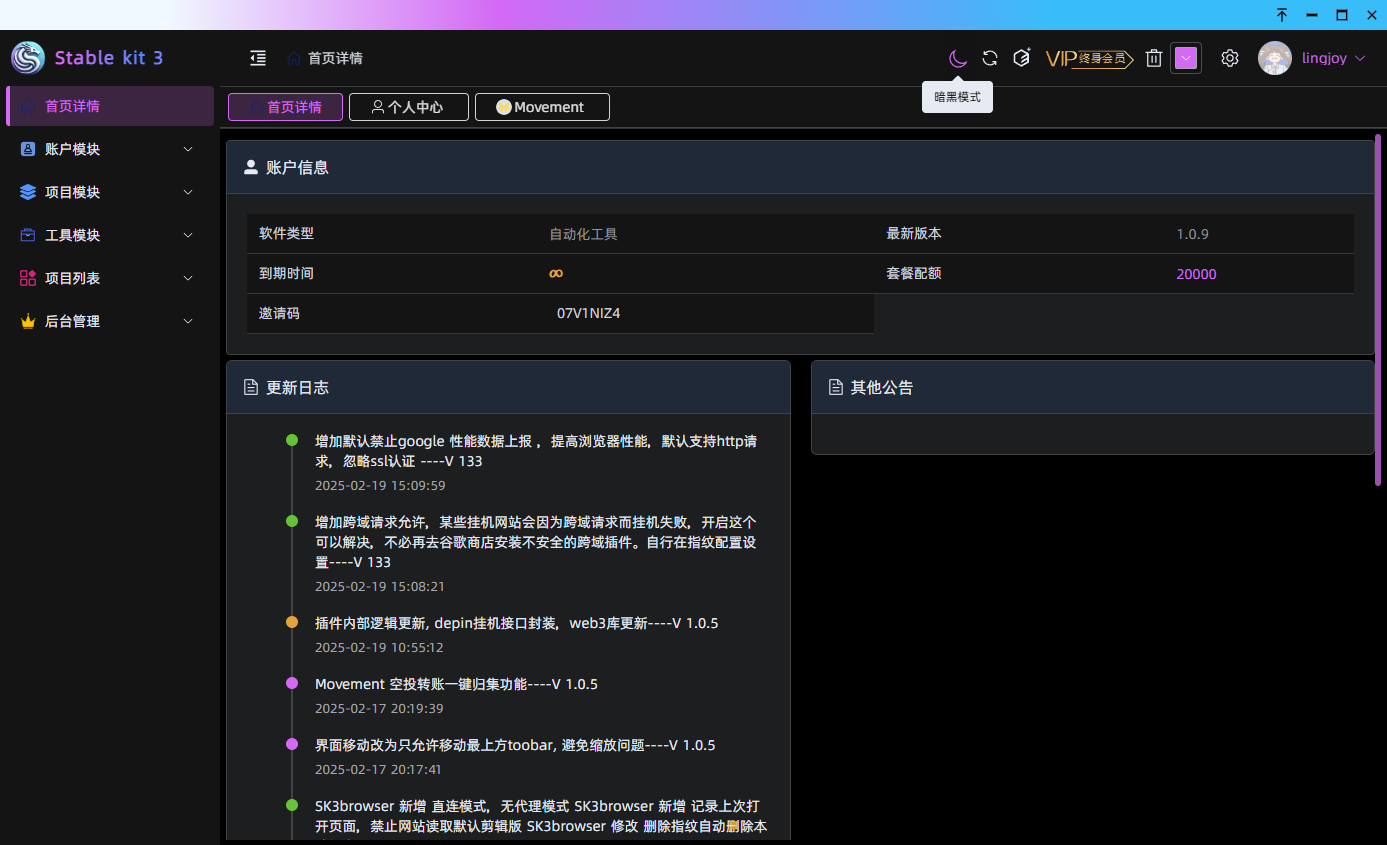 Stable kit 3
首页详情
VIP 终身会员
lingjoy
暗黑模式
首页详情
账户模块
项目模块
工具模块
项目列表
后台管理
首页详情 个人中心 Movement
账户信息
软件类型 自动化工具 最新版本 1.0.9
到期时间 套餐配额 20000
邀请码 07V1NIZ4
更新日志
增加默认禁止google 性能数据上报 ，提高浏览器性能，默认支持http请
求，忽略ssl认证 ----V 133
2025-02-19 15:09:59
增加跨域请求允许，某些挂机网站会因为跨域请求而挂机失败，开启这个
可以解决，不必再去谷歌商店安装不安全的跨域插件。自行在指纹配置设
置----V 133
2025-02-19 15:08:21
插件内部逻辑更新, depin挂机接口封装，web3库更新----V 1.0.5
2025-02-19 10:55:12
Movement 空投转账一键归集功能----V 1.0.5
2025-02-17 20:19:39
界面移动改为只允许移动最上方toobar, 避免缩放问题----V 1.0.5
2025-02-17 20:17:41
SK3browser 新增 直连模式，无代理模式 SK3browser 新增 记录上次打
开页面，禁止网站读取默认剪辑版 SK3browser 修改 删除指纹自动删除本
其他公告